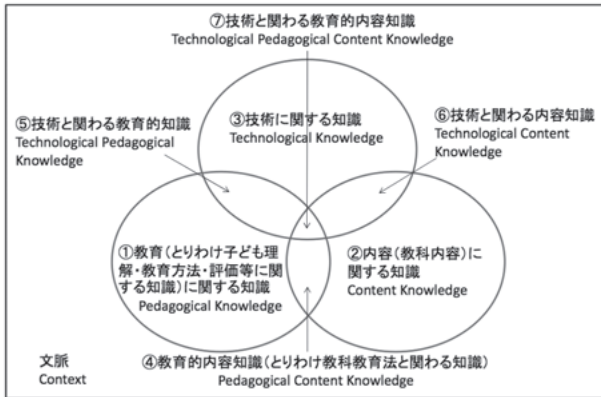 ⑦技術と関わる教育的内容知識
Technological Pedagogical Content Knowledge
⑤技術と関わる教育的知識
Technological Pedagogical
Knowledge
③技術に関する知識
Technological Knowledge
⑥技術と関わる内容知識
Technological Content
Knowledge
①教育(とりわけ子ども理
解・教育方法・評価等に関
する知識)に関する知識
Pedagogical Knowledge
②内容(教科内容)に
関する知識
Content Knowledge
文脈
Context
④教育的内容知識(とりわけ教科教育法と関わる知識)
Pedagogical Content Knowledge